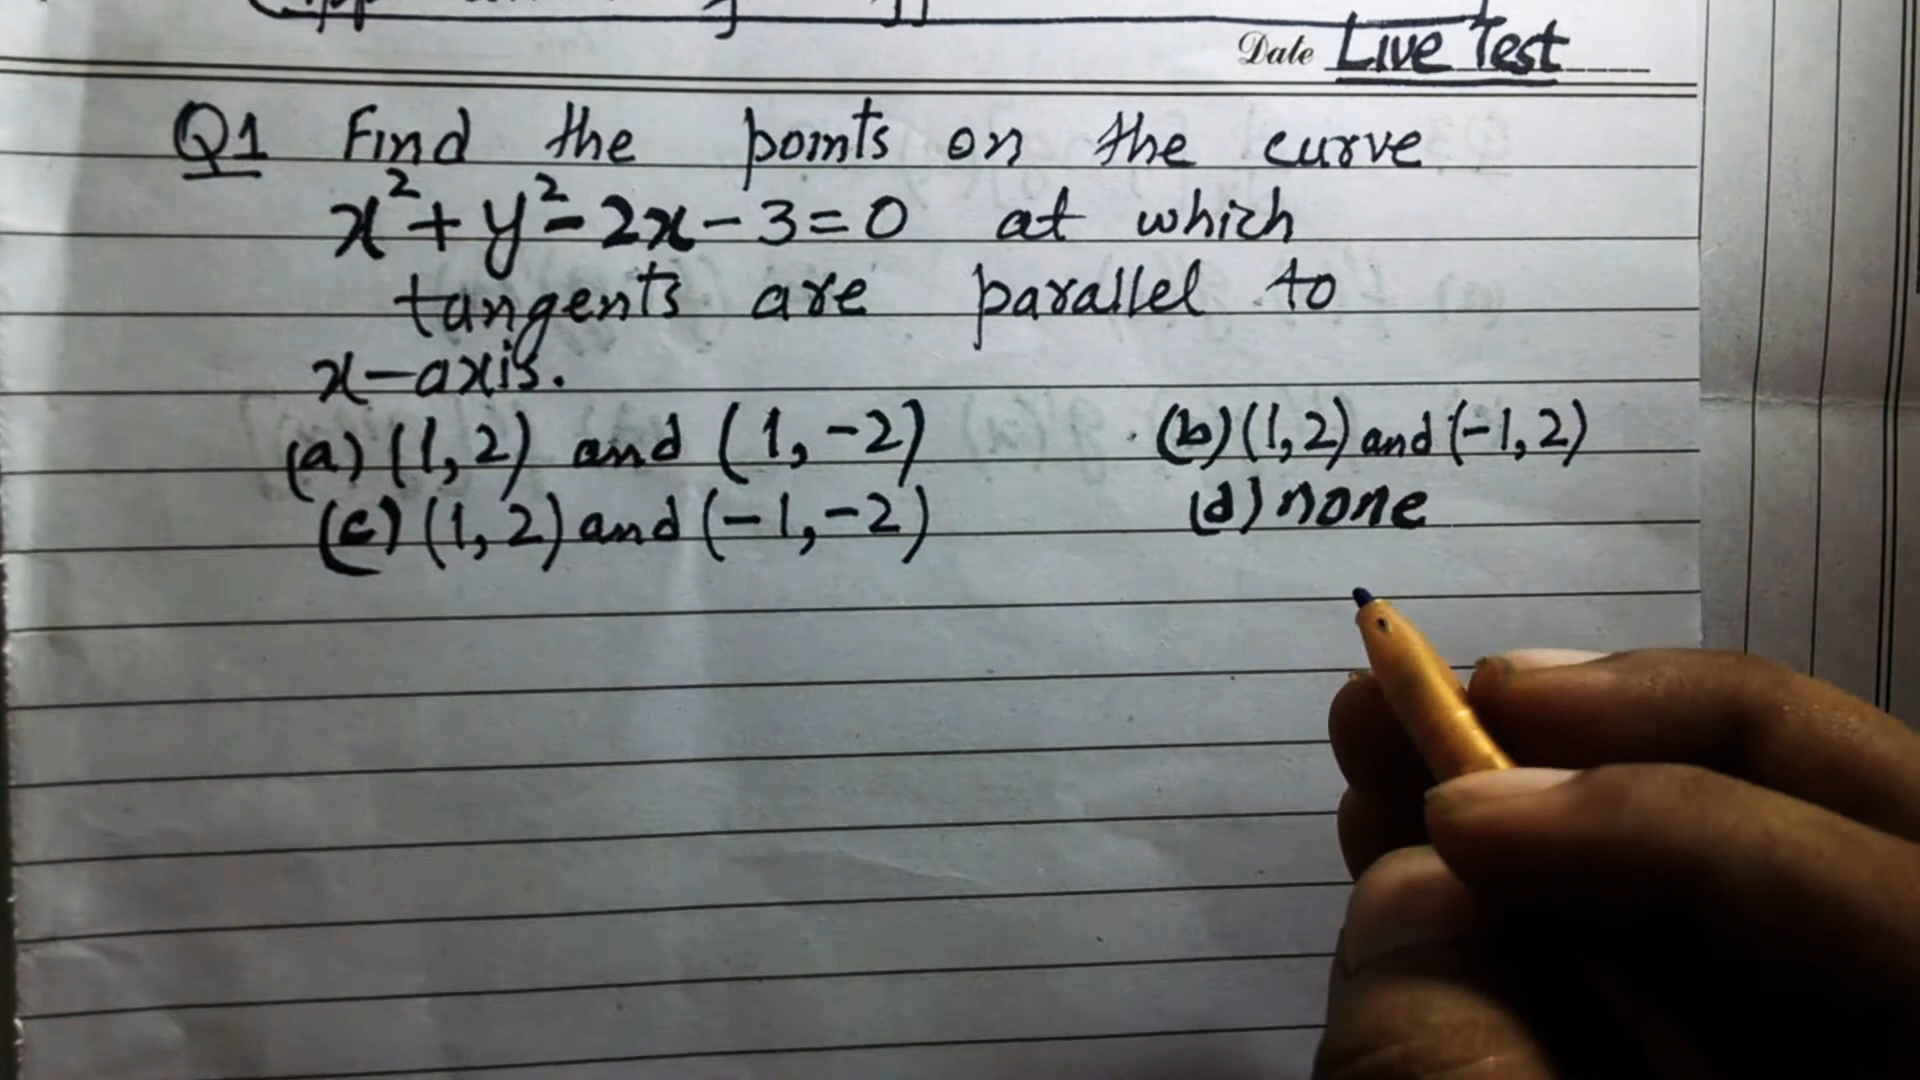 Date Live Test
Q1 Find the points on the curve
x²+y²-2x-3=0 at which
tangents are parallel to
x-axis.
(a) (1,2) and (1,-2) (b) (1,2) and (-1,2)
(c) (1,2) and (-1,-2) (d) none